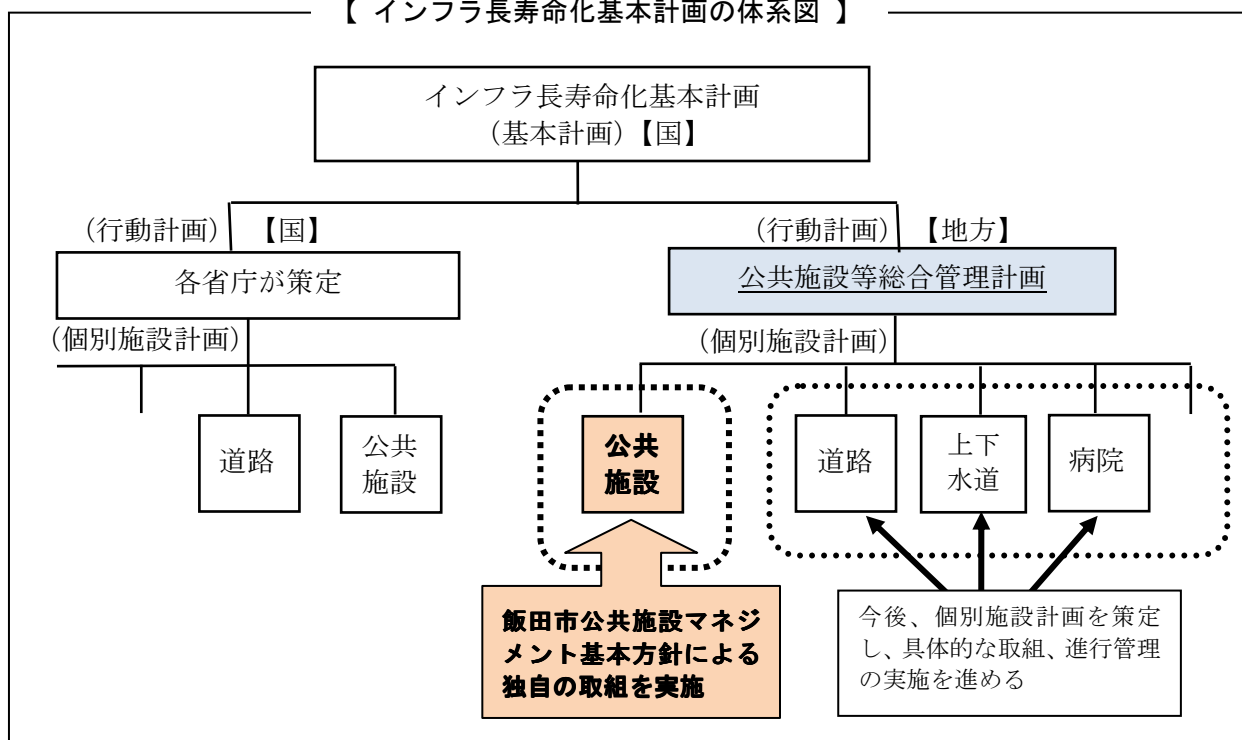 【 インフラ長寿命化基本計画の体系図 】
インフラ長寿命化基本計画
(基本計画)【国】
(行動計画) 【国】
(行動計画) 【地方】
各省庁が策定
公共施設等総合管理計画
(個別施設計画)
(個別施設計画)
道路
公共
施設
公共
施設
道路
上下
水道
病院
飯田市公共施設マネジ
メント基本方針による
独自の取組を実施
今後、個別施設計画を策定
し、具体的な取組、進行管理
の実施を進める